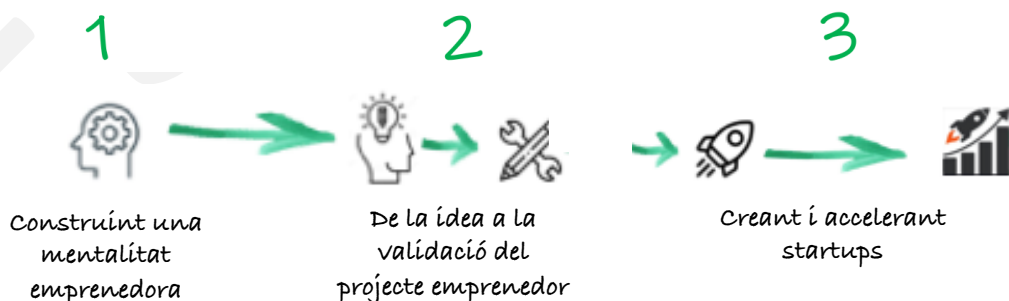 1
2
3
Construint una
mentalitat
emprenedora
De la idea a la
validació del
projecte emprenedor
Creant i accelerant
startups